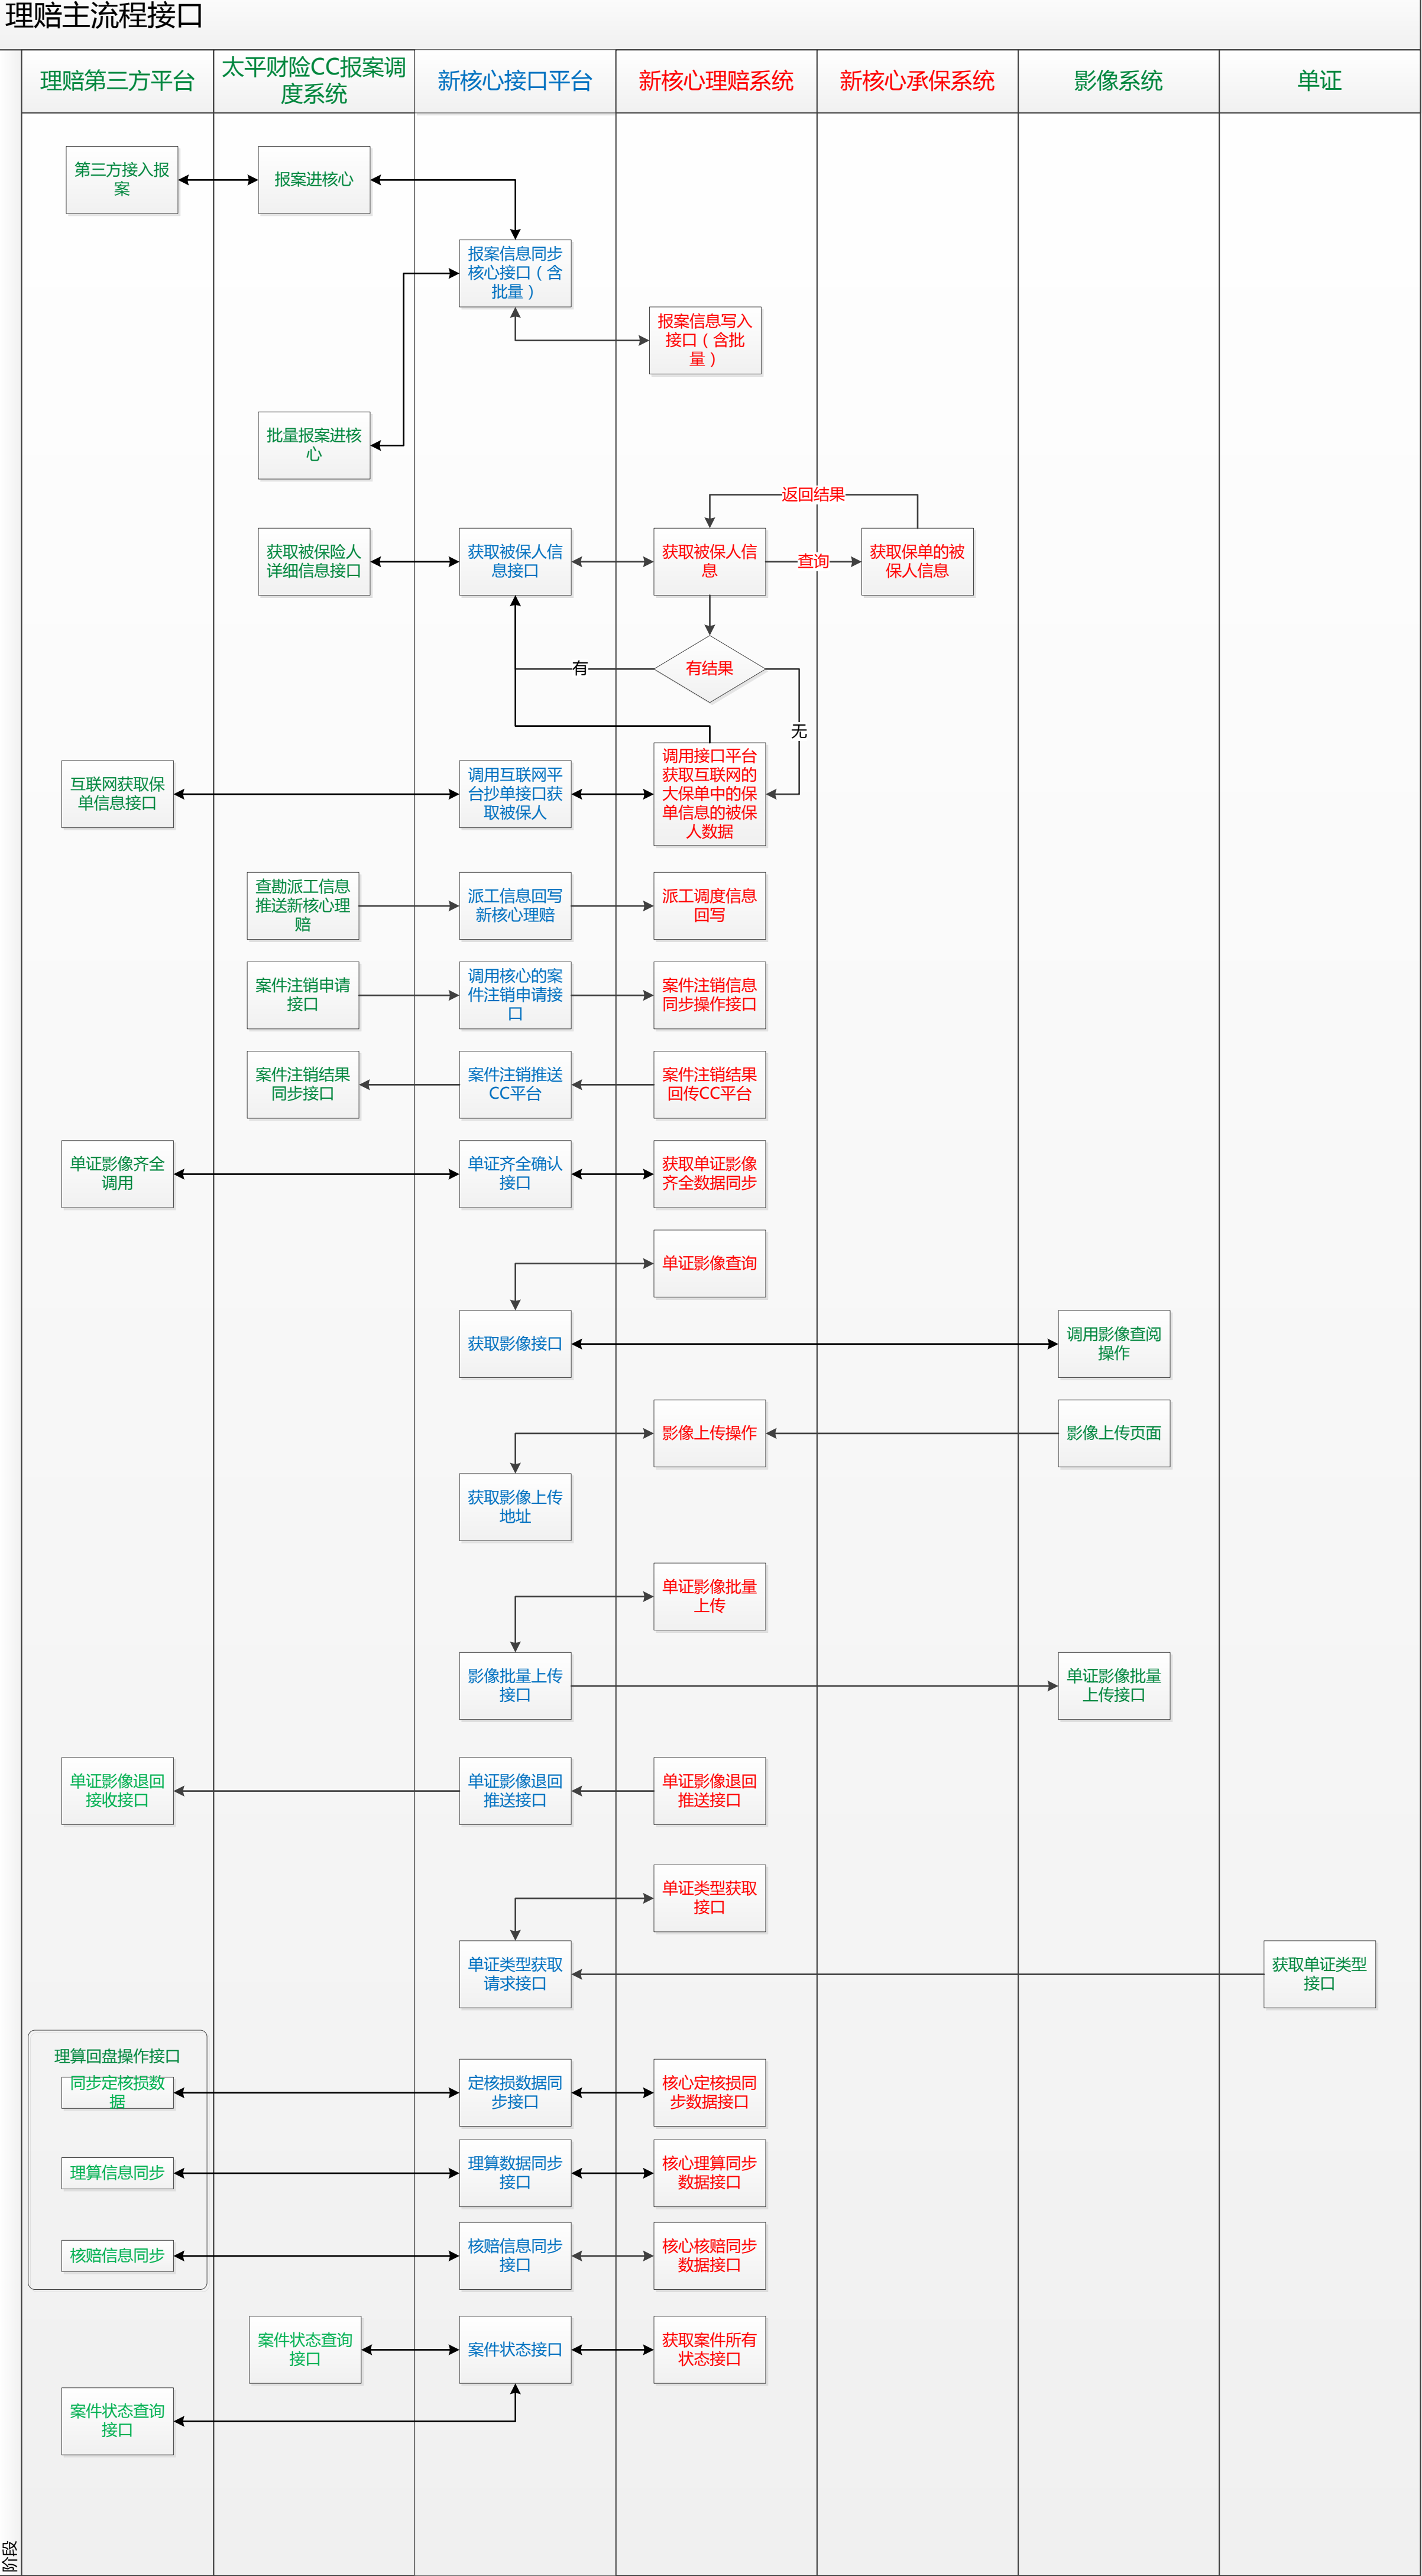 理赔主流程接口
理赔第三方平台
太平财险CC报案调
度系统
新核心接口平台
新核心理赔系统
新核心承保系统
影像系统
单证
第三方接入报
案
报案进核心
报案信息同步
核心接口（含
批量）
报案信息写入
接口（含批
量）
批量报案进核
心
返回结果
获取被保险人
详细信息接口
获取被保人信
息接口
获取被保人信
息
查询
获取保单的被
保人信息
有
有结果
无
互联网获取保
单信息接口
调用互联网平
台抄单接口获
取被保人
调用接口平台
获取互联网的
大保单中的保
单信息的被保
人数据
查勘派工信息
推送新核心理
赔
派工信息回写
新核心理赔
派工调度信息
回写
案件注销申请
接口
调用核心的案
件注销申请接
口
案件注销信息
同步操作接口
案件注销结果
同步接口
案件注销推送
CC平台
案件注销结果
回传CC平台
单证影像齐全
调用
单证齐全确认
接口
获取单证影像
齐全数据同步
单证影像查询
获取影像接口
调用影像查阅
操作
影像上传操作
影像上传页面
获取影像上传
地址
单证影像批量
上传
影像批量上传
接口
单证影像批量
上传接口
单证影像退回
接收接口
单证影像退回
推送接口
单证影像退回
推送接口
单证类型获取
接口
单证类型获取
请求接口
获取单证类型
接口
理算回盘操作接口
同步定核损数
据
定核损数据同
步接口
核心定核损同
步数据接口
理算信息同步
理算数据同步
接口
核心理算同步
数据接口
核赔信息同步
核赔信息同步
接口
核心核赔同步
数据接口
案件状态查询
接口
案件状态接口
获取案件所有
状态接口
案件状态查询
接口
阶段